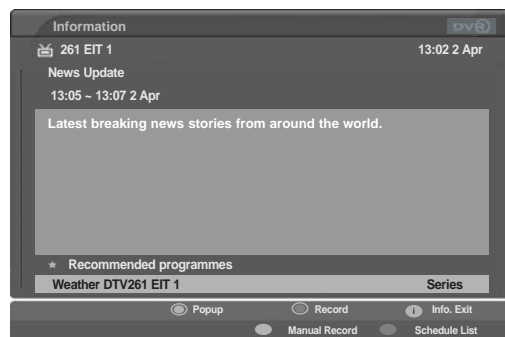 Information DVR
261 EIT 1 13:02 2 Apr
News Update
13:05 ~ 13:07 2 Apr
Latest breaking news stories from around the world.
★ Recommended programmes
Weather DTV261 EIT 1 Series
Popup Record i Info. Exit
Manual Record Schedule List